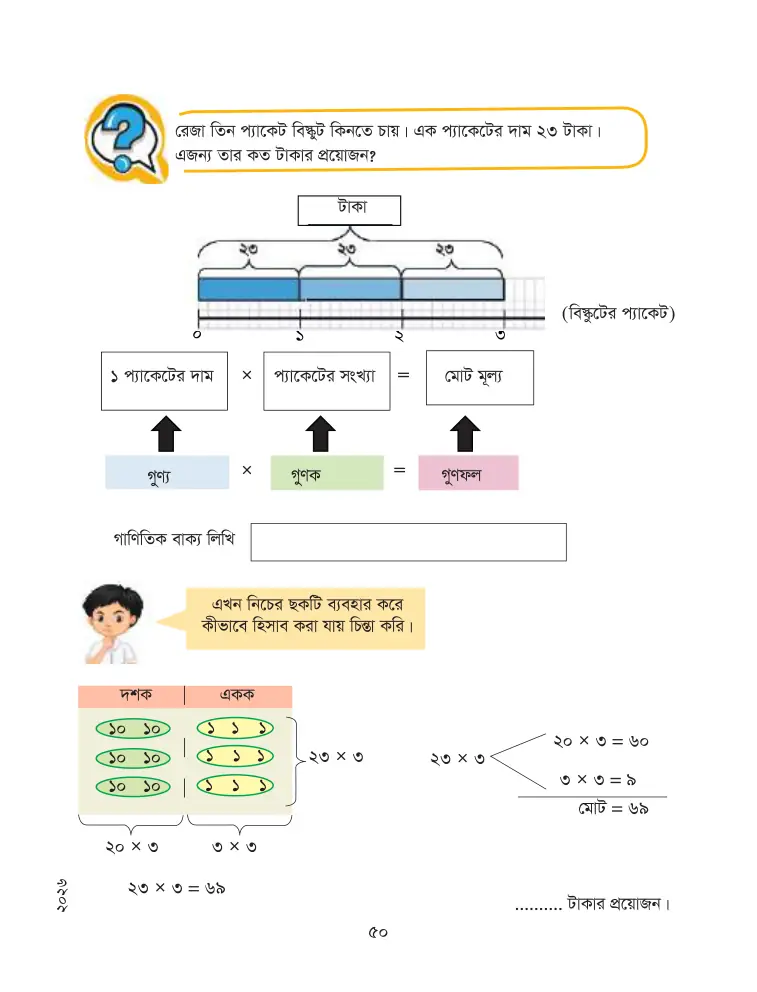 রেজা তিন প্যাকেট বিস্কুট কিনতে চায়। এক প্যাকেটের দাম ২৩ টাকা।
এজন্য তার কত টাকার প্রয়োজন?
টাকা
২৩ ২৩ ২৩
(বিস্কুটের প্যাকেট)
০ ১ ২ ৩
১ প্যাকেটের দাম × প্যাকেটের সংখ্যা = মোট মূল্য
গুণ্য × গুণক = গুণফল
গাণিতিক বাক্য লিখি
এখন নিচের ছকটি ব্যবহার করে
কীভাবে হিসাব করা যায় চিন্তা করি।
দশক একক
১০ ১০ ১ ১ ১
১০ ১০ ১ ১ ১
১০ ১০ ১ ১ ১
২৩ × ৩
২০ × ৩ ৩ × ৩
২৩ × ৩ = ৬৯
২৩ × ৩
২০ × ৩ = ৬০
৩ × ৩ = ৯
মোট = ৬৯
.......... টাকার প্রয়োজন।
২০২৬
৫০